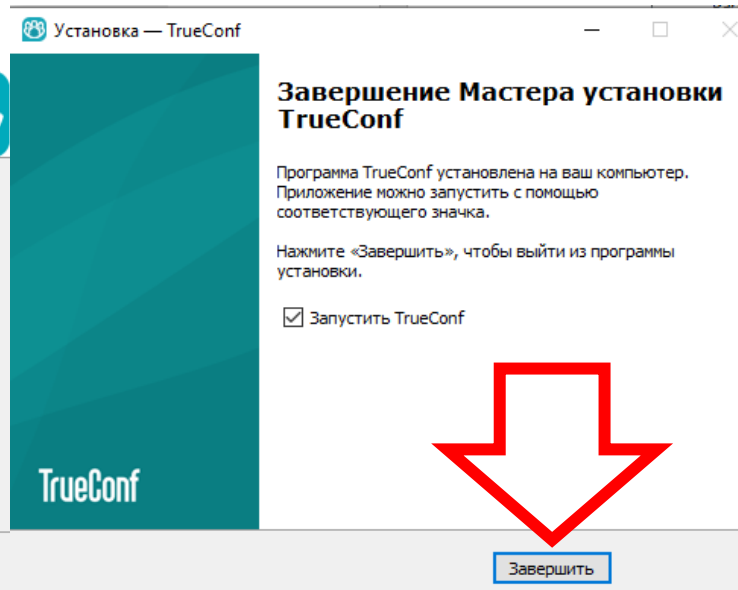 Установка — TrueConf
Завершение Мастера установки
TrueConf
Программа TrueConf установлена на ваш компьютер.
Приложение можно запустить с помощью
соответствующего значка.
Нажмите «Завершить», чтобы выйти из программы
установки.
Запустить TrueConf
TrueConf
Завершить